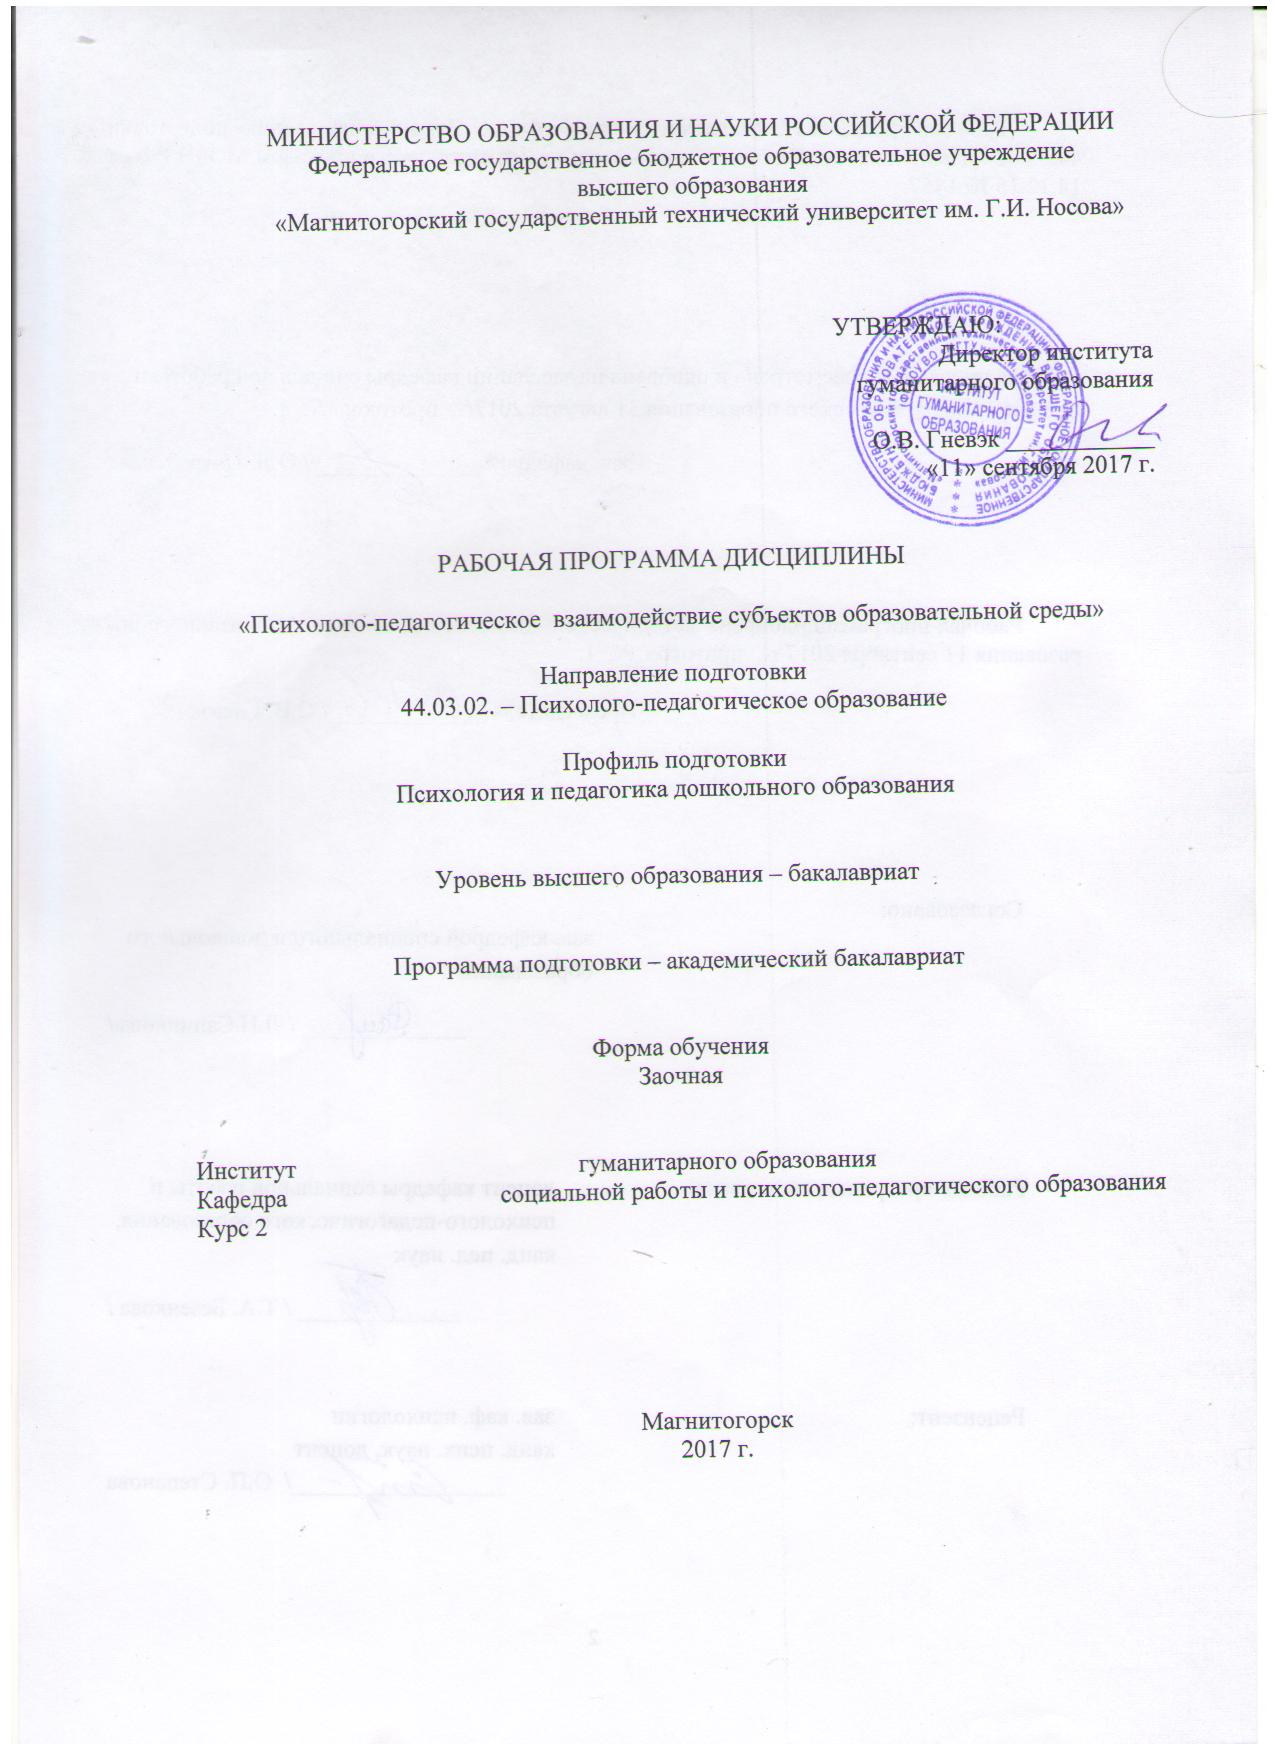 МИНИСТЕРСТВО ОБРАЗОВАНИЯ И НАУКИ РОССИЙСКОЙ ФЕДЕРАЦИИ
Федеральное государственное бюджетное образовательное учреждение
высшего образования
«Магнитогорский государственный технический университет им. Г.И. Носова»
УТВЕРЖДАЮ:
Директор института
гуманитарного образования
О.В. Гневэк
«11» сентября 2017 г.
ИНСТИТУТ
ГУМАНИТАРНОГО
ОБРАЗОВАНИЯ
РАБОЧАЯ ПРОГРАММА ДИСЦИПЛИНЫ
«Психолого-педагогическое взаимодействие субъектов образовательной среды»
Направление подготовки
44.03.02. – Психолого-педагогическое образование
Профиль подготовки
Психология и педагогика дошкольного образования
Уровень высшего образования – бакалавриат
Программа подготовки – академический бакалавриат
Форма обучения
Заочная
Институт гуманитарного образования
Кафедра социальной работы и психолого-педагогического образования
Курс 2
Магнитогорск
2017 г.